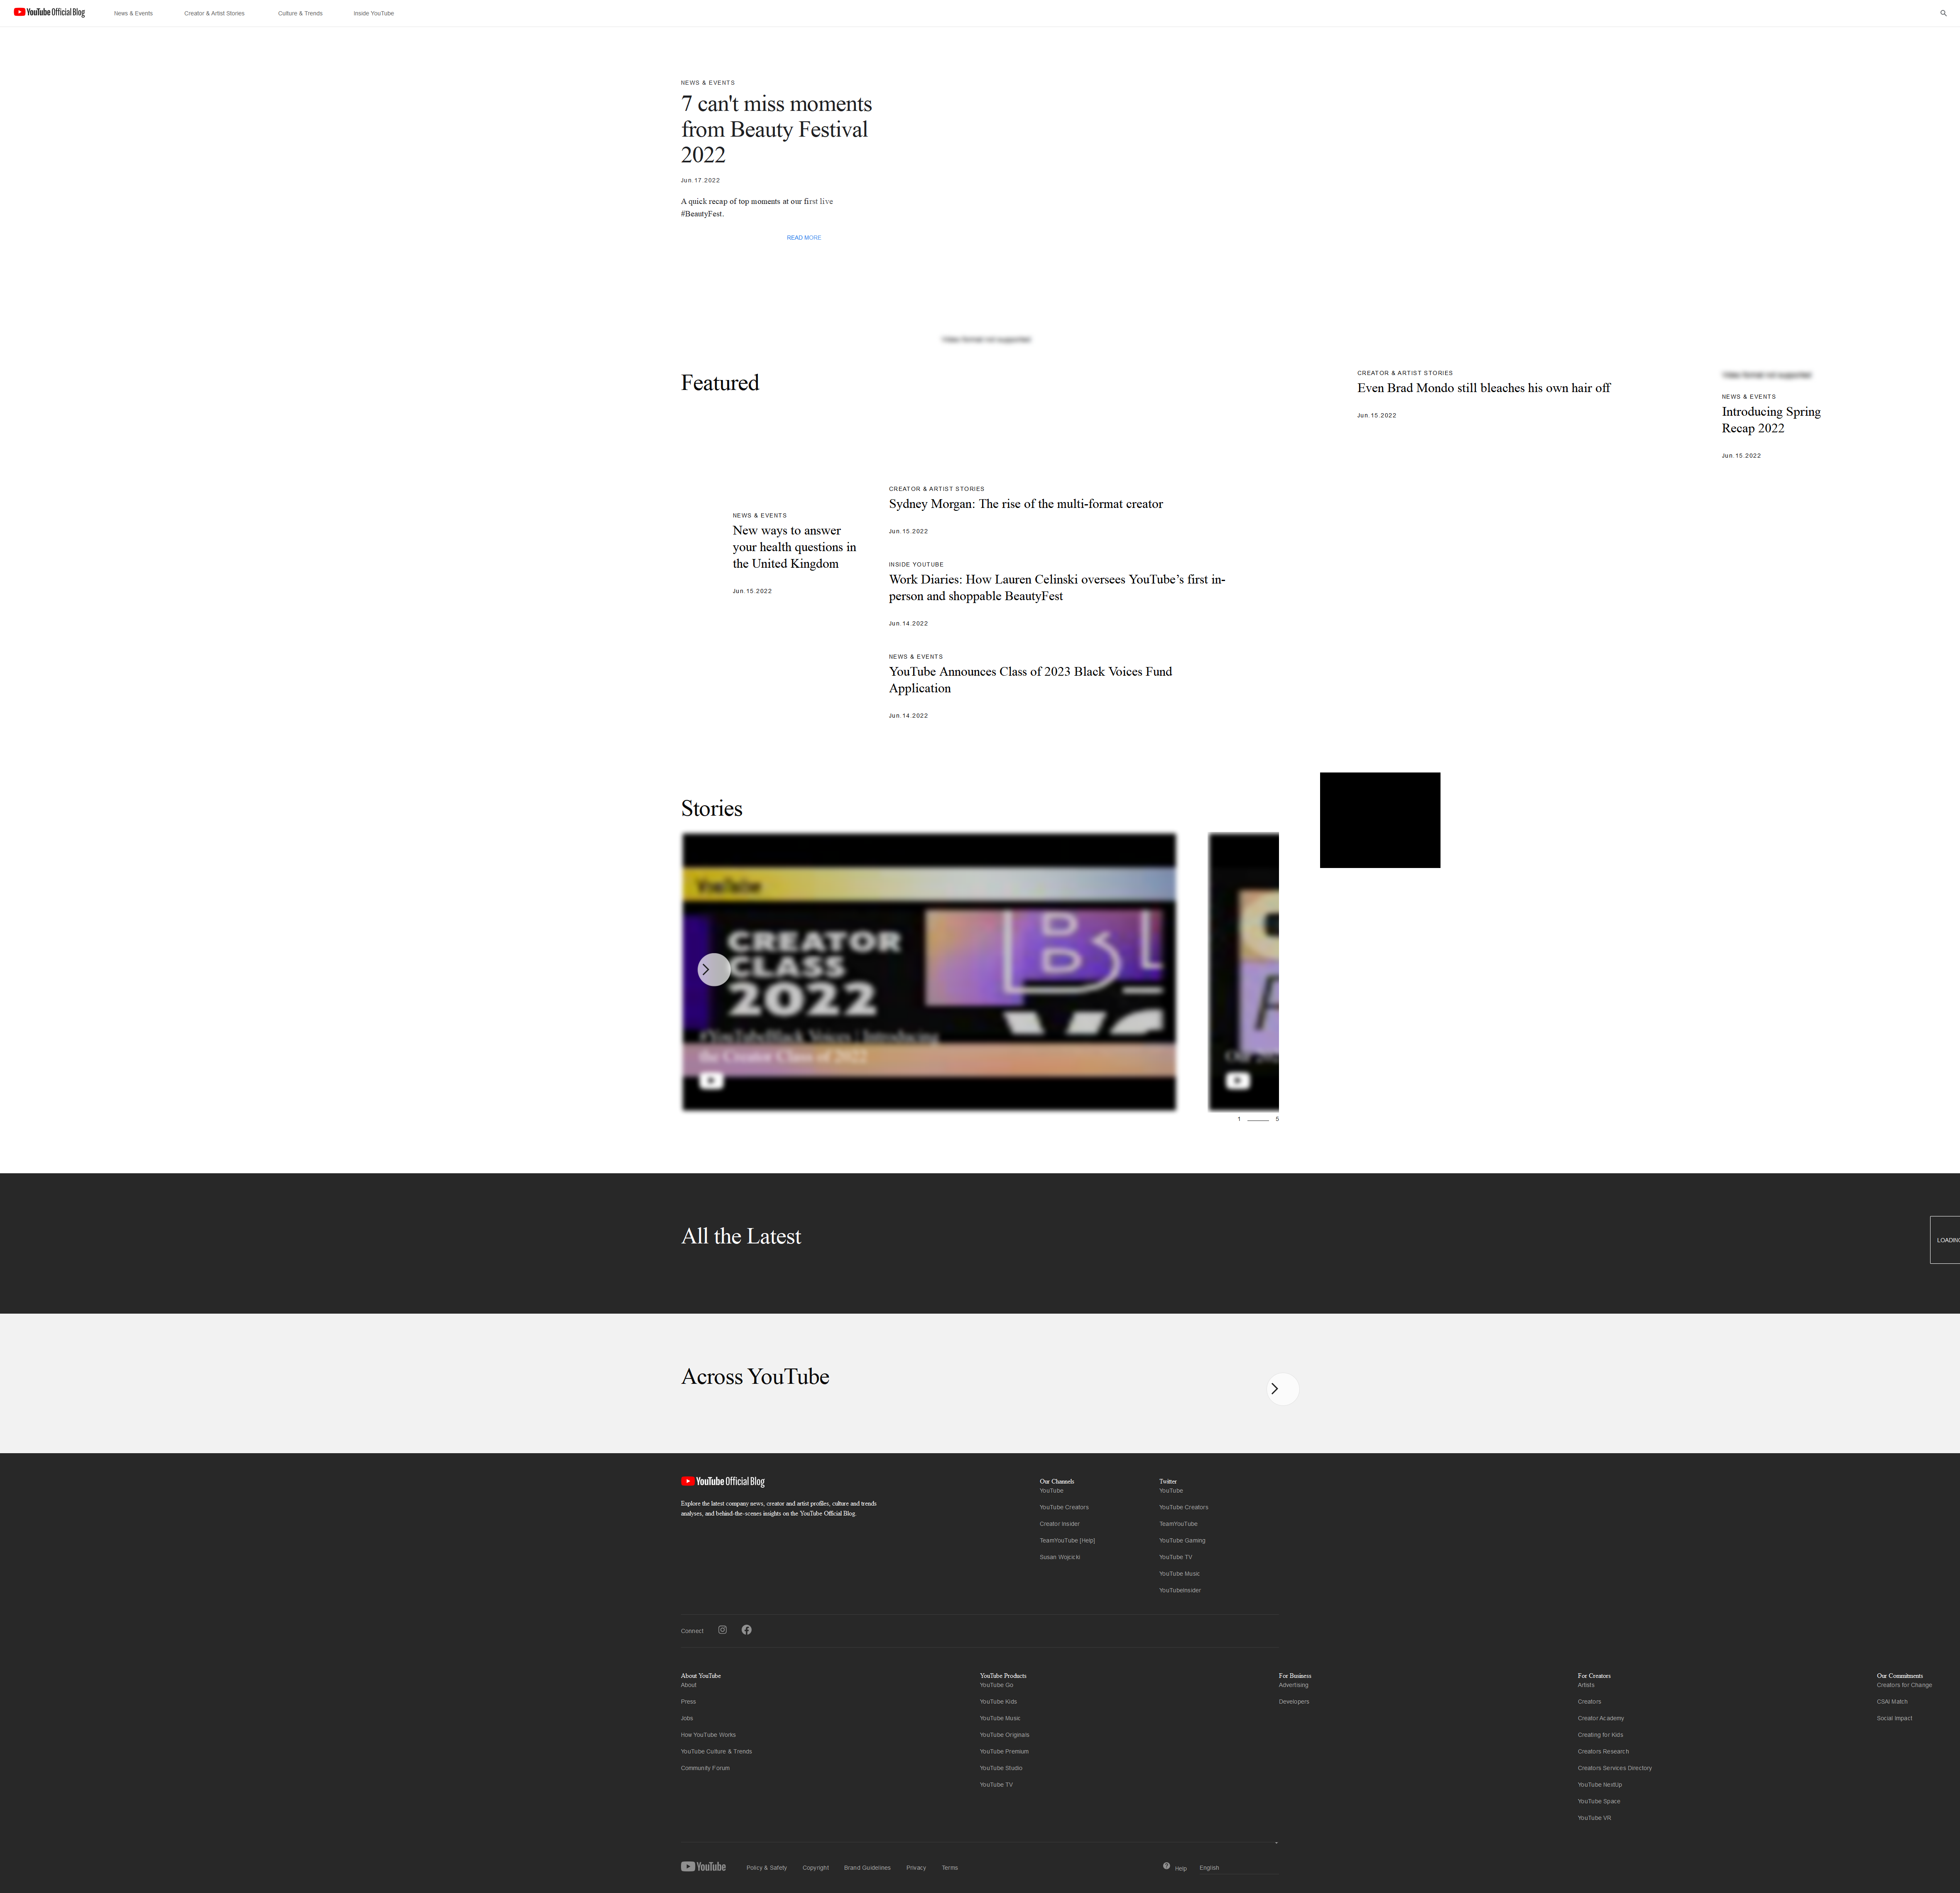 YouTube Official Blog
News & Events
Creator & Artist Stories
Culture & Trends
Inside YouTube
NEWS & EVENTS
7 can't miss moments
from Beauty Festival
2022
Jun.17.2022
A quick recap of top moments at our first live
#BeautyFest.
READ MORE
Video format not supported
Featured
CREATOR & ARTIST STORIES
Even Brad Mondo still bleaches his own hair off
Jun.15.2022
Video format not supported
NEWS & EVENTS
Introducing Spring
Recap 2022
Jun.15.2022
NEWS & EVENTS
New ways to answer
your health questions in
the United Kingdom
Jun.15.2022
CREATOR & ARTIST STORIES
Sydney Morgan: The rise of the multi-format creator
Jun.15.2022
INSIDE YOUTUBE
Work Diaries: How Lauren Celinski oversees YouTube’s first in-
person and shoppable BeautyFest
Jun.14.2022
NEWS & EVENTS
YouTube Announces Class of 2023 Black Voices Fund
Application
Jun.14.2022
Stories
YouTube
CREATOR
CLASS
2022
#YouTubeBlack Voices | Introducing
the Creator Class of 2022
1
5
All the Latest
LOADING
Across YouTube
YouTube Official Blog
Explore the latest company news, creator and artist profiles, culture and trends
analyses, and behind-the-scenes insights on the YouTube Official Blog.
Our Channels
YouTube
YouTube Creators
Creator Insider
TeamYouTube [Help]
Susan Wojcicki
Twitter
YouTube
YouTube Creators
TeamYouTube
YouTube Gaming
YouTube TV
YouTube Music
YouTubeInsider
Connect
About YouTube
About
Press
Jobs
How YouTube Works
YouTube Culture & Trends
Community Forum
YouTube Products
YouTube Go
YouTube Kids
YouTube Music
YouTube Originals
YouTube Premium
YouTube Studio
YouTube TV
For Business
Advertising
Developers
For Creators
Artists
Creators
Creator Academy
Creating for Kids
Creators Research
Creators Services Directory
YouTube NextUp
YouTube Space
YouTube VR
Our Commitments
Creators for Change
CSAI Match
Social Impact
YouTube
Policy & Safety
Copyright
Brand Guidelines
Privacy
Terms
Help
English